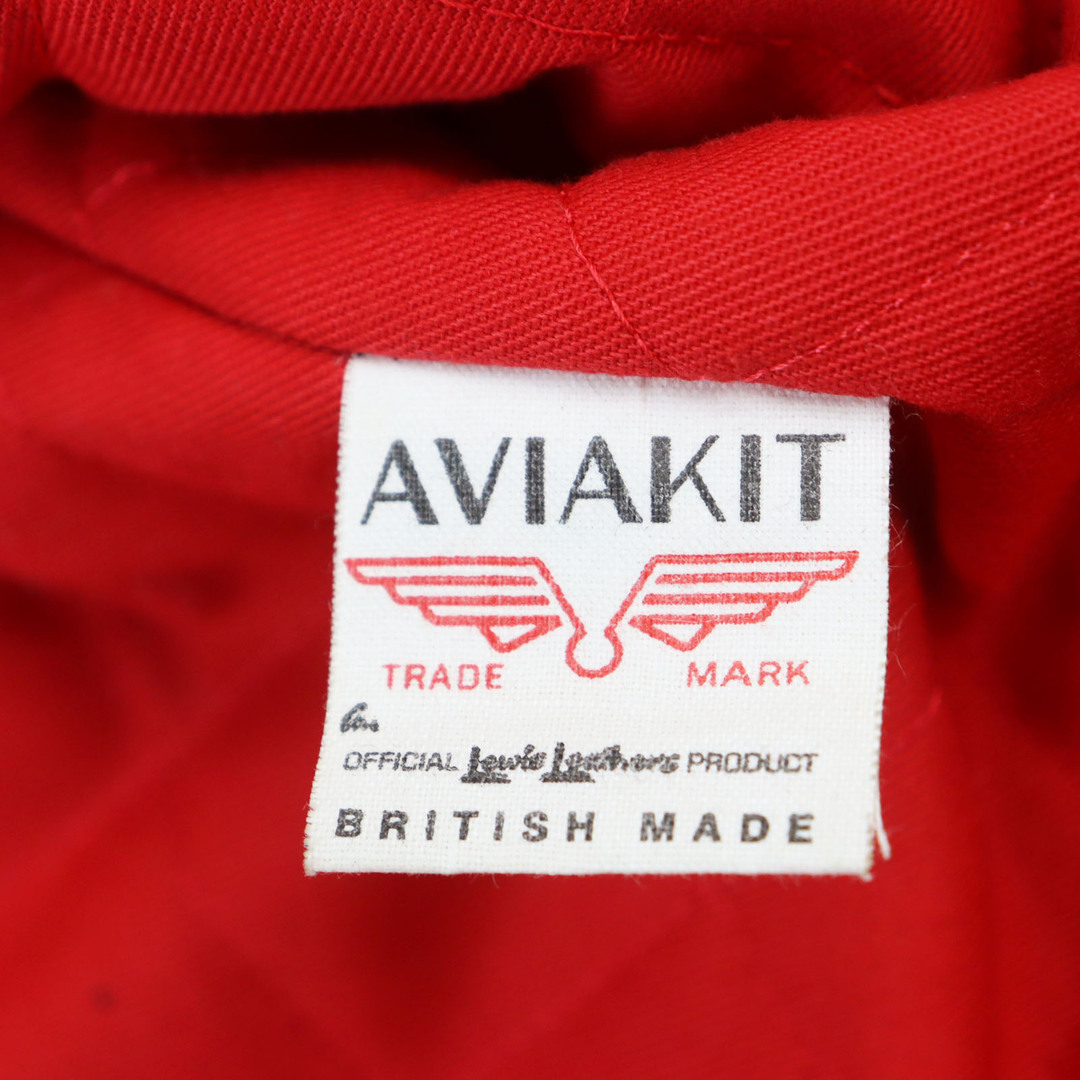 AVIAKIT
TRADE MARK
An
OFFICIAL Lewis Leathers PRODUCT
BRITISH MADE